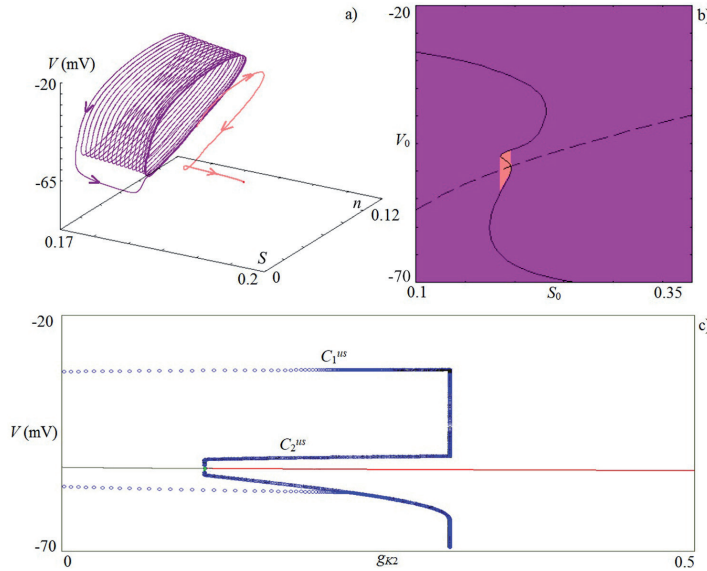 a)
V (mV)
-20
-65
0.17
S
0.2
0
n
0.12
b)
-20
V0
-70
0.1
S0
0.35
c)
-20
C1us
V (mV)
C2us
-70
0
gK2
0.5